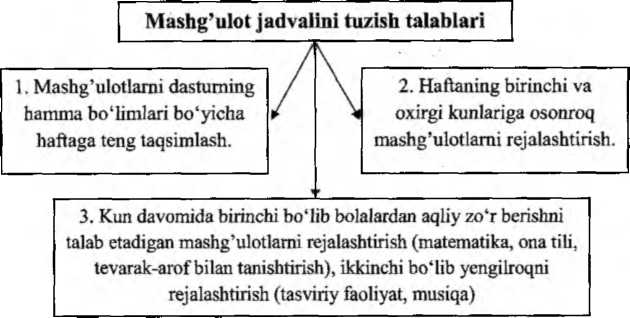 Mashg'ulot jadvalini tuzish talablari
1. Mashg'ulotlarni dasturning
hamma bo'limlari bo'yicha
haftaga teng taqsimlash.
2. Haftaning birinchi va
oxirgi kunlariga osonroq
mashg'ulotlarni rejalashtirish.
3. Kun davomida birinchi bo'lib bolalardan aqliy zo'r berishni
talab etadigan mashg'ulotlarni rejalashtirish (matematika, ona tili,
tevarak-arof bilan tanishtirish), ikkinchi bo'lib yengilroqni
rejalashtirish (tasviriy faoliyat, musiqa)